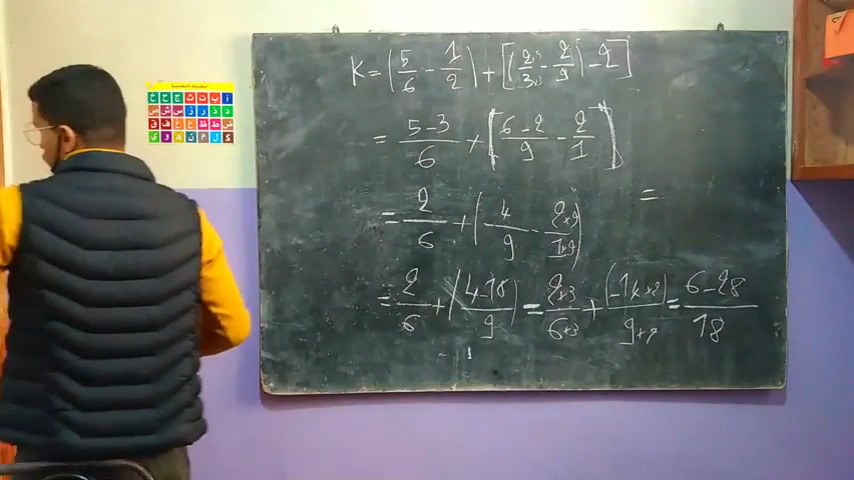 K = (5/6 - 1/2) + [(2×3/3×3 - 2/9) - 2]
= 5-3/6 + [6-2/9 - 2/1]
= 2/6 + (4/9 - 2×9/1×9) =
= 2/6 + (4-18/9) = 2×3/6×3 + (-14×2/9×2) = 6-28/18